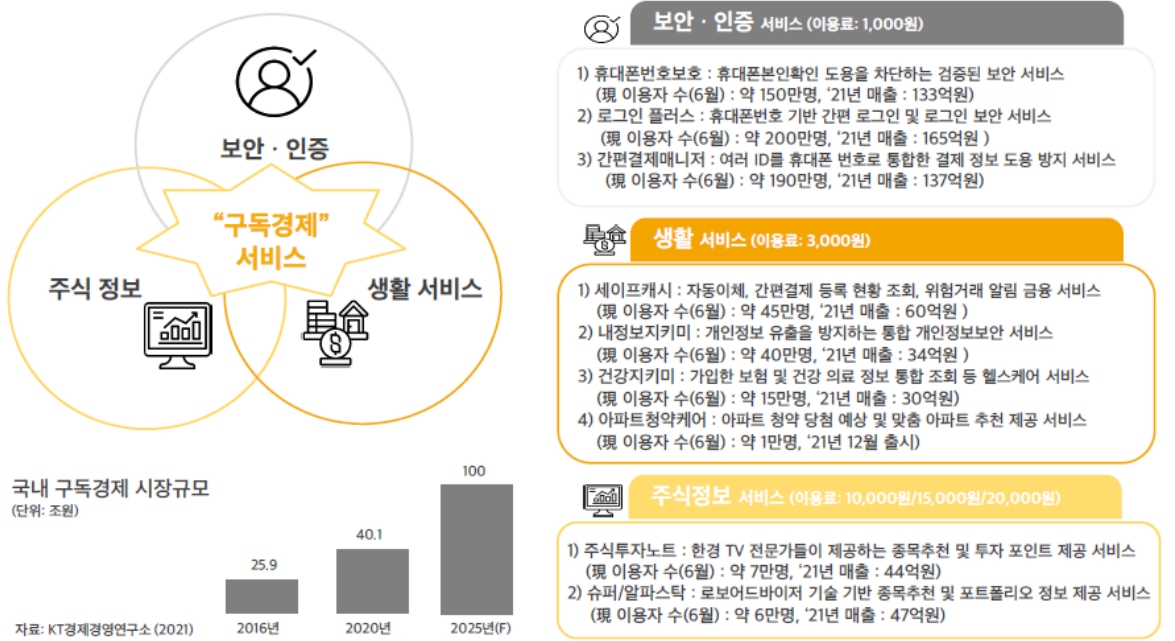 보안 · 인증
"구독경제"
서비스
주식 정보
생활 서비스
국내 구독경제 시장규모
(단위: 조원)
25.9
40.1
100
2016년
2020년
2025년(F)
자료: KT경제경영연구소 (2021)
보안 · 인증 서비스 (이용료: 1,000원)
1) 휴대폰번호보호 : 휴대폰본인확인 도용을 차단하는 검증된 보안 서비스
(現 이용자 수(6월) : 약 150만명, '21년 매출 : 133억원)
2) 로그인 플러스 : 휴대폰번호 기반 간편 로그인 및 로그인 보안 서비스
(現 이용자 수(6월) : 약 200만명, '21년 매출 : 165억원 )
3) 간편결제매니저 : 여러 ID를 휴대폰 번호로 통합한 결제 정보 도용 방지 서비스
(現 이용자 수(6월) : 약 190만명, '21년 매출 : 137억원)
생활 서비스 (이용료: 3,000원)
1) 세이프캐시 : 자동이체, 간편결제 등록 현황 조회, 위험거래 알림 금융 서비스
(現 이용자 수(6월) : 약 45만명, '21년 매출 : 60억원 )
2) 내정보지키미 : 개인정보 유출을 방지하는 통합 개인정보보안 서비스
(現 이용자 수(6월) : 약 40만명, '21년 매출 : 34억원 )
3) 건강지키미 : 가입한 보험 및 건강 의료 정보 통합 조회 등 헬스케어 서비스
(現 이용자 수(6월) : 약 15만명, '21년 매출 : 30억원)
4) 아파트청약케어 : 아파트 청약 당첨 예상 및 맞춤 아파트 추천 제공 서비스
(現 이용자 수(6월) : 약 1만명, '21년 12월 출시)
주식정보 서비스 (이용료: 10,000원/15,000원/20,000원)
1) 주식투자노트 : 한경 TV 전문가들이 제공하는 종목추천 및 투자 포인트 제공 서비스
(現 이용자 수(6월) : 약 7만명, '21년 매출 : 44억원)
2) 슈퍼/알파스탁 : 로보어드바이저 기술 기반 종목추천 및 포트폴리오 정보 제공 서비스
(現 이용자 수(6월) : 약 6만명, '21년 매출 : 47억원)